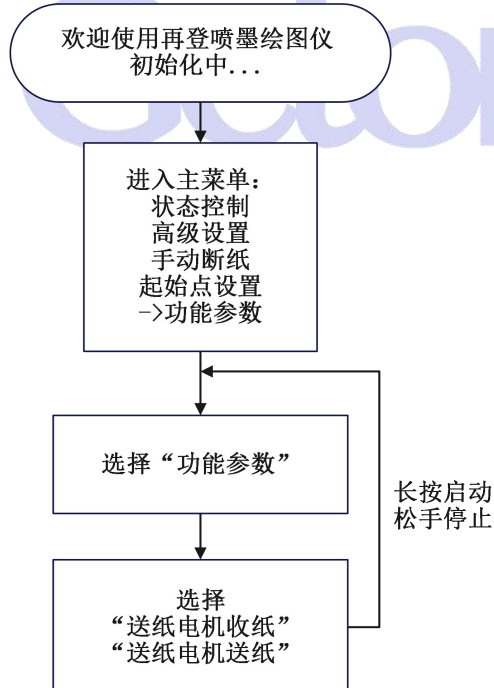 欢迎使用再登喷墨绘图仪
初始化中...
进入主菜单：
状态控制
高级设置
手动断纸
起始点设置
->功能参数
选择“功能参数”
长按启动
松手停止
选择
“送纸电机收纸”
“送纸电机送纸”